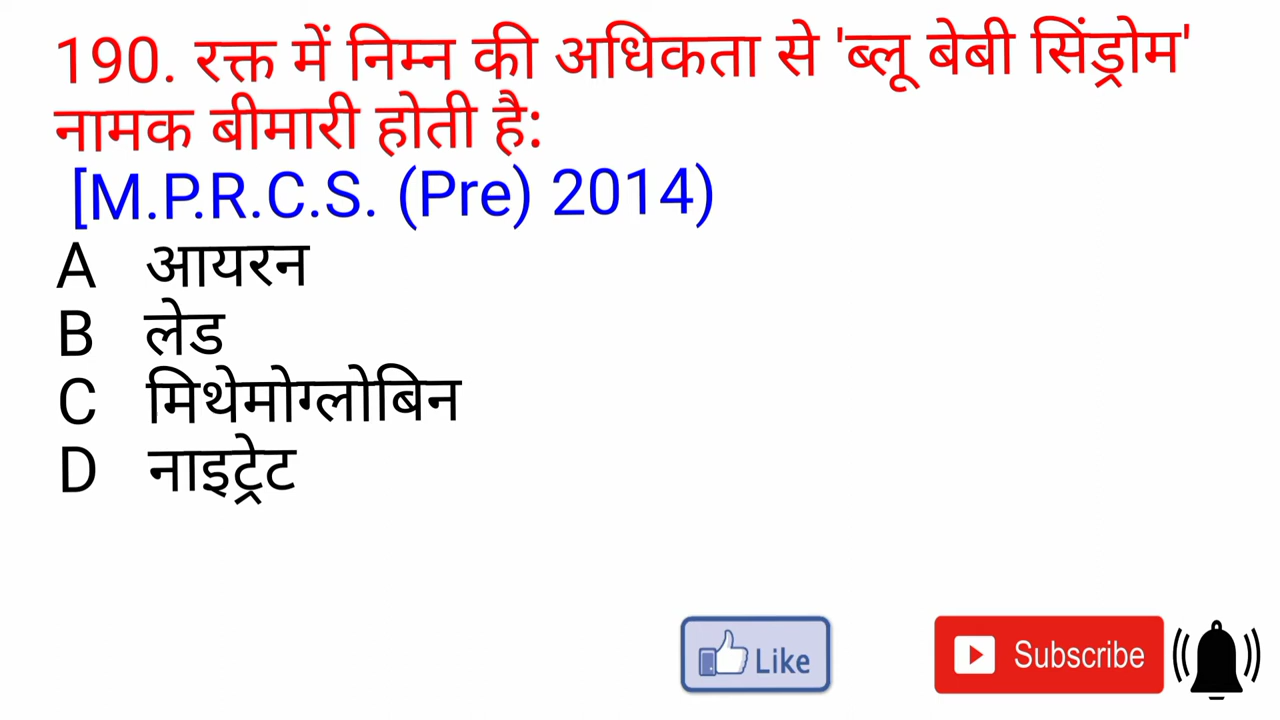 190. रक्त में निम्न की अधिकता से 'ब्लू बेबी सिंड्रोम'
नामक बीमारी होती है:
[M.P.R.C.S. (Pre) 2014)
A आयरन
B लेड
C मिथेमोग्लोबिन
D नाइट्रेट
Like
Subscribe